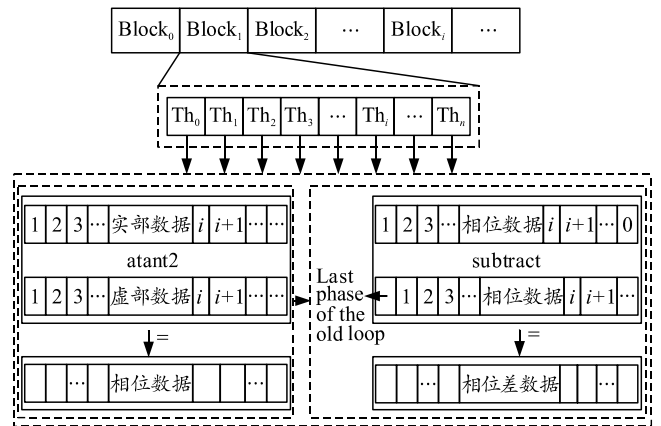 Block0 Block1 Block2 ⋯ Blocki ⋯
Th0 Th1 Th2 Th3 ⋯ Thi ⋯ Thn
1 2 3 ⋯ 实部数据 i i+1 ⋯ ⋯
atant2
1 2 3 ⋯ 虚部数据 i i+1 ⋯ ⋯
=
⋯ 相位数据 ⋯
Last
phase
of the
old loop
1 2 3 ⋯ 相位数据 i i+1 ⋯ 0
subtract
1 2 3 ⋯ 相位数据 i i+1 ⋯
=
⋯ 相位差数据 ⋯